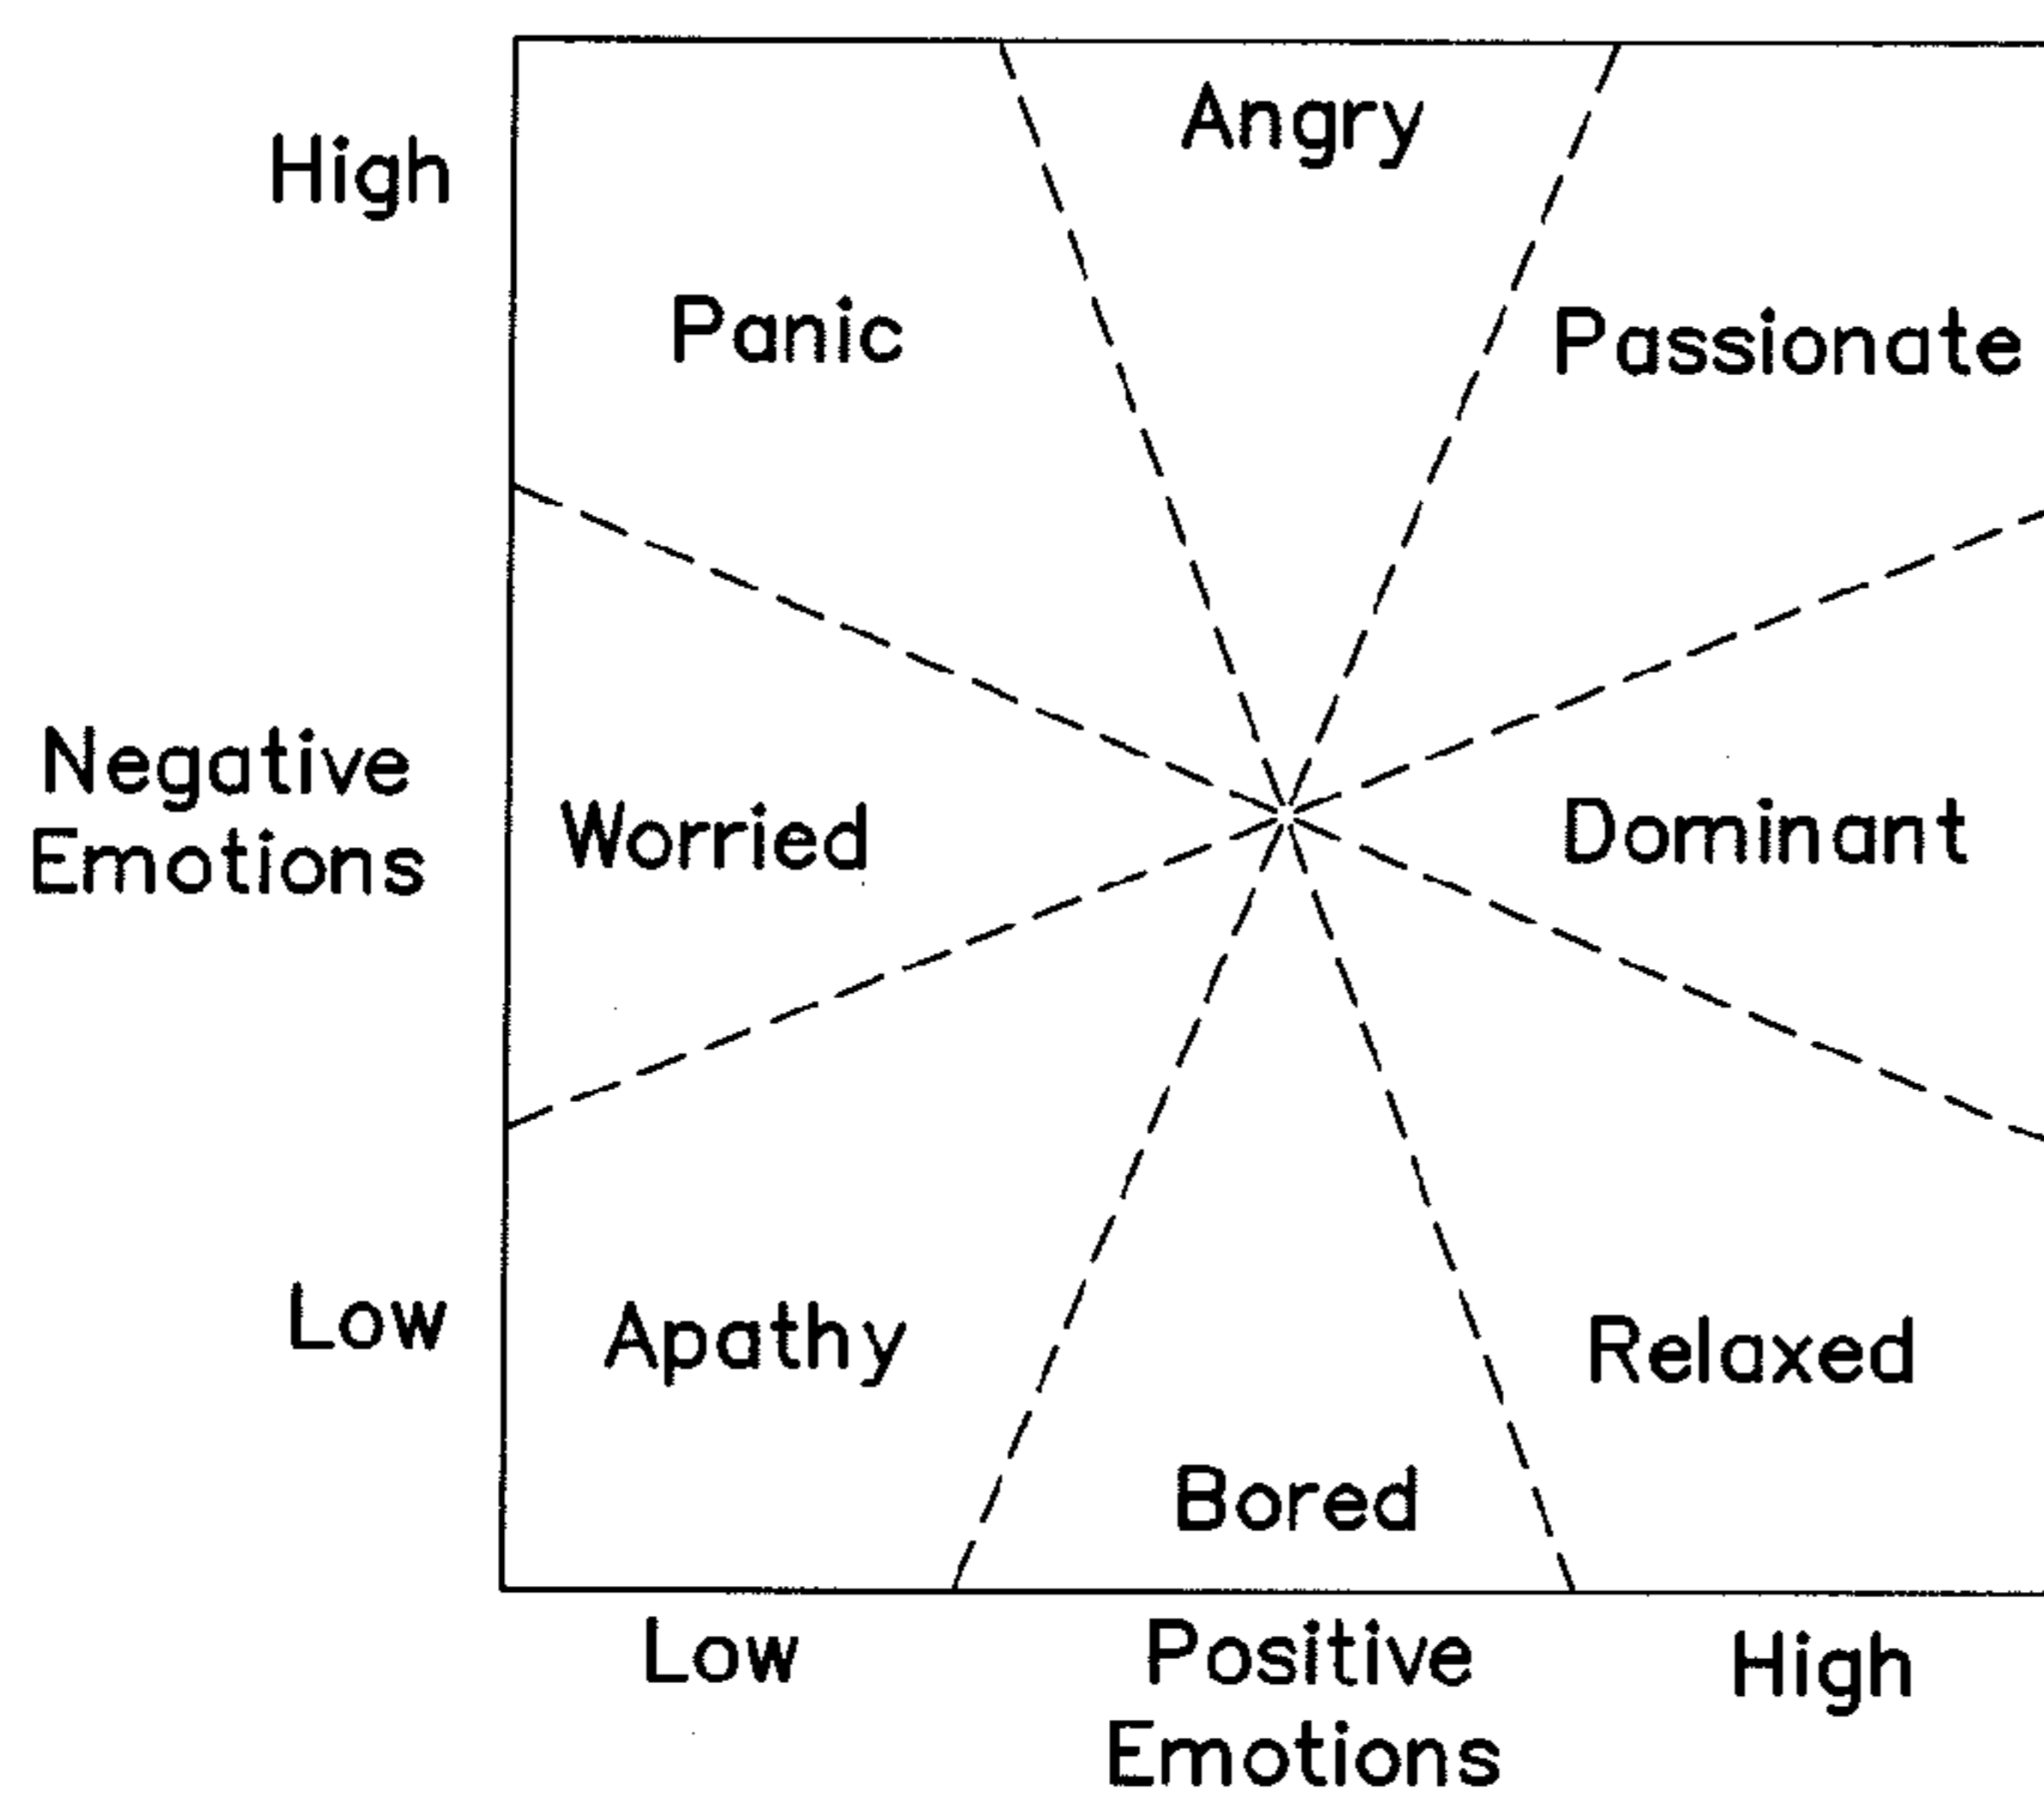 Angry
High
Panic
Passionate
Negative
Emotions
Worried
Dominant
Low
Apathy
Relaxed
Bored
Low
Positive
Emotions
High